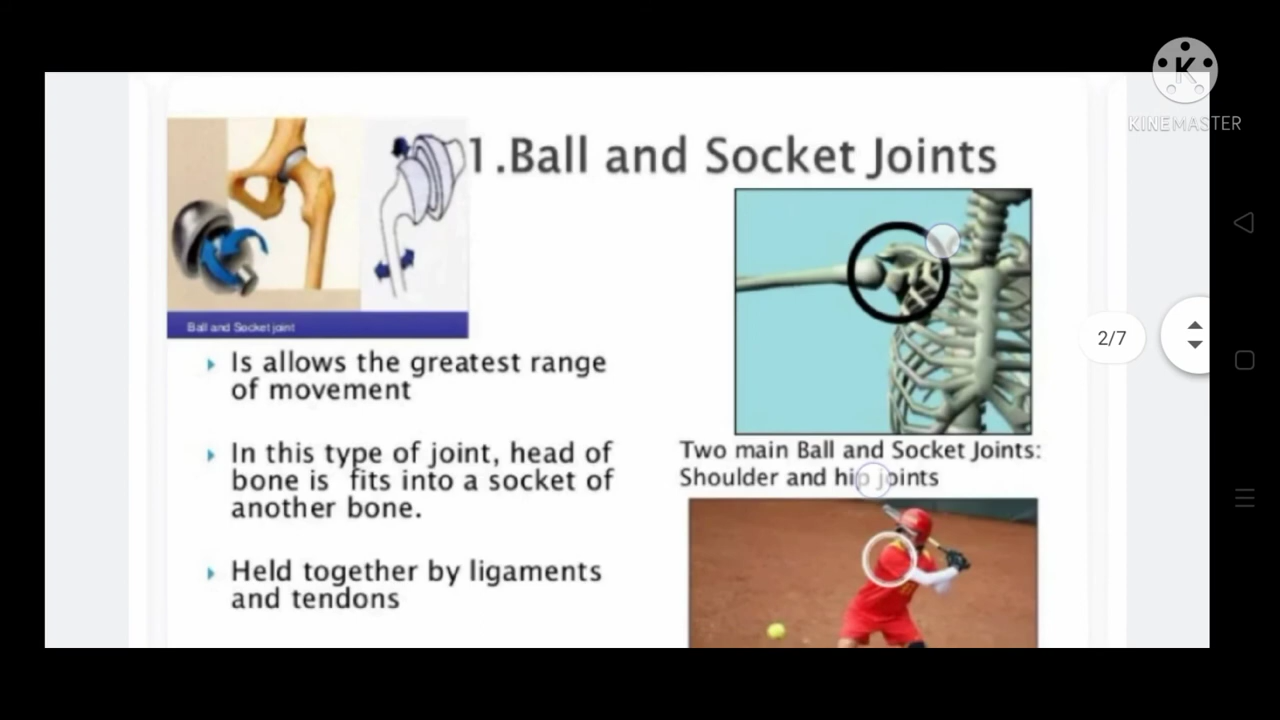 KINEMASTER
1.Ball and Socket Joints
Ball and Socket joint
Is allows the greatest range
of movement
In this type of joint, head of
bone is fits into a socket of
another bone.
Held together by ligaments
and tendons
Two main Ball and Socket Joints:
Shoulder and hip joints
2/7